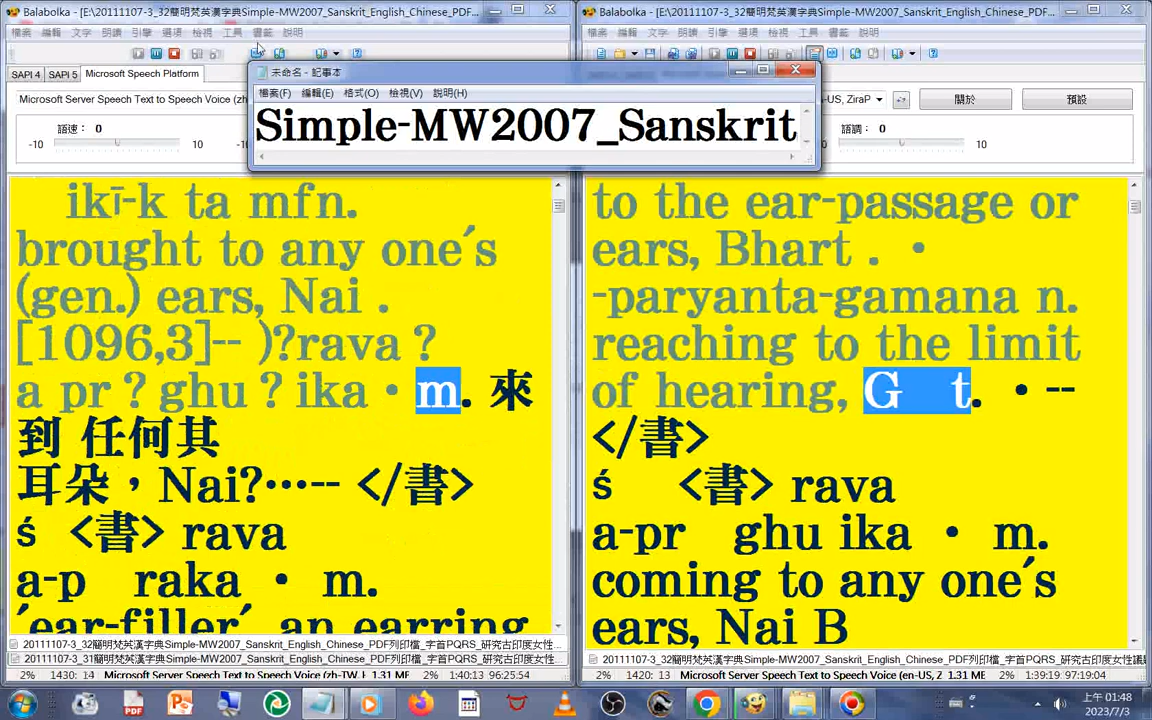 Balabolka - [E:\20111107-3_32簡明梵英漢字典Simple-MW2007_Sanskrit_English_Chinese_PDF...
檔案 編輯 文字 朗讀 引擎 選項 檢視 工具 書籤 說明
SAPI 4 SAPI 5 Microsoft Speech Platform
Microsoft Server Speech Text to Speech Voice (zh
語速： 0
-10 10 -10
ikī-k ta mfn.
brought to any one´s
(gen.) ears, Nai .
[1096,3]-- )?rava ?
a pr ? ghu ? ika • m. 來
到 任何其
耳朵，Nai?…-- </書>
ś <書> rava
a-p raka • m.
´ear-filler´, an earring
20111107-3_32簡明梵英漢字典Simple-MW2007_Sanskrit_English_Chinese_PDF列印檔_字首PQRS_研究古印度女性...
20111107-3_31簡明梵英漢字典Simple-MW2007_Sanskrit_English_Chinese_PDF列印檔_字首PQRS_研究古印度女性...
2% 1430: 14 Microsoft Server Speech Text to Speech Voice (zh-TW, H 1.31 MB 2% 1:40:13 96:25:54
未命名 - 記事本
檔案(F) 編輯(E) 格式(O) 檢視(V) 說明(H)
Simple-MW2007_Sanskrit
Balabolka - [E:\20111107-3_32簡明梵英漢字典Simple-MW2007_Sanskrit_English_Chinese_PDF...
檔案 編輯 文字 朗讀 引擎 選項 檢視 工具 書籤 說明
A-US, ZiraP 關於 預設
語調： 0
-10 10
to the ear-passage or
ears, Bhart . •
-paryanta-gamana n.
reaching to the limit
of hearing, G t. • --
</書>
ś <書> rava
a-pr ghu ika • m.
coming to any one´s
ears, Nai B
20111107-3_32簡明梵英漢字典Simple-MW2007_Sanskrit_English_Chinese_PDF列印檔_字首PQRS_研究古印度女性議
2% 1420: 13 Microsoft Server Speech Text to Speech Voice (en-US, Z 1.31 MB 2% 1:39:19 97:19:04
上午 01:48
2023/7/3